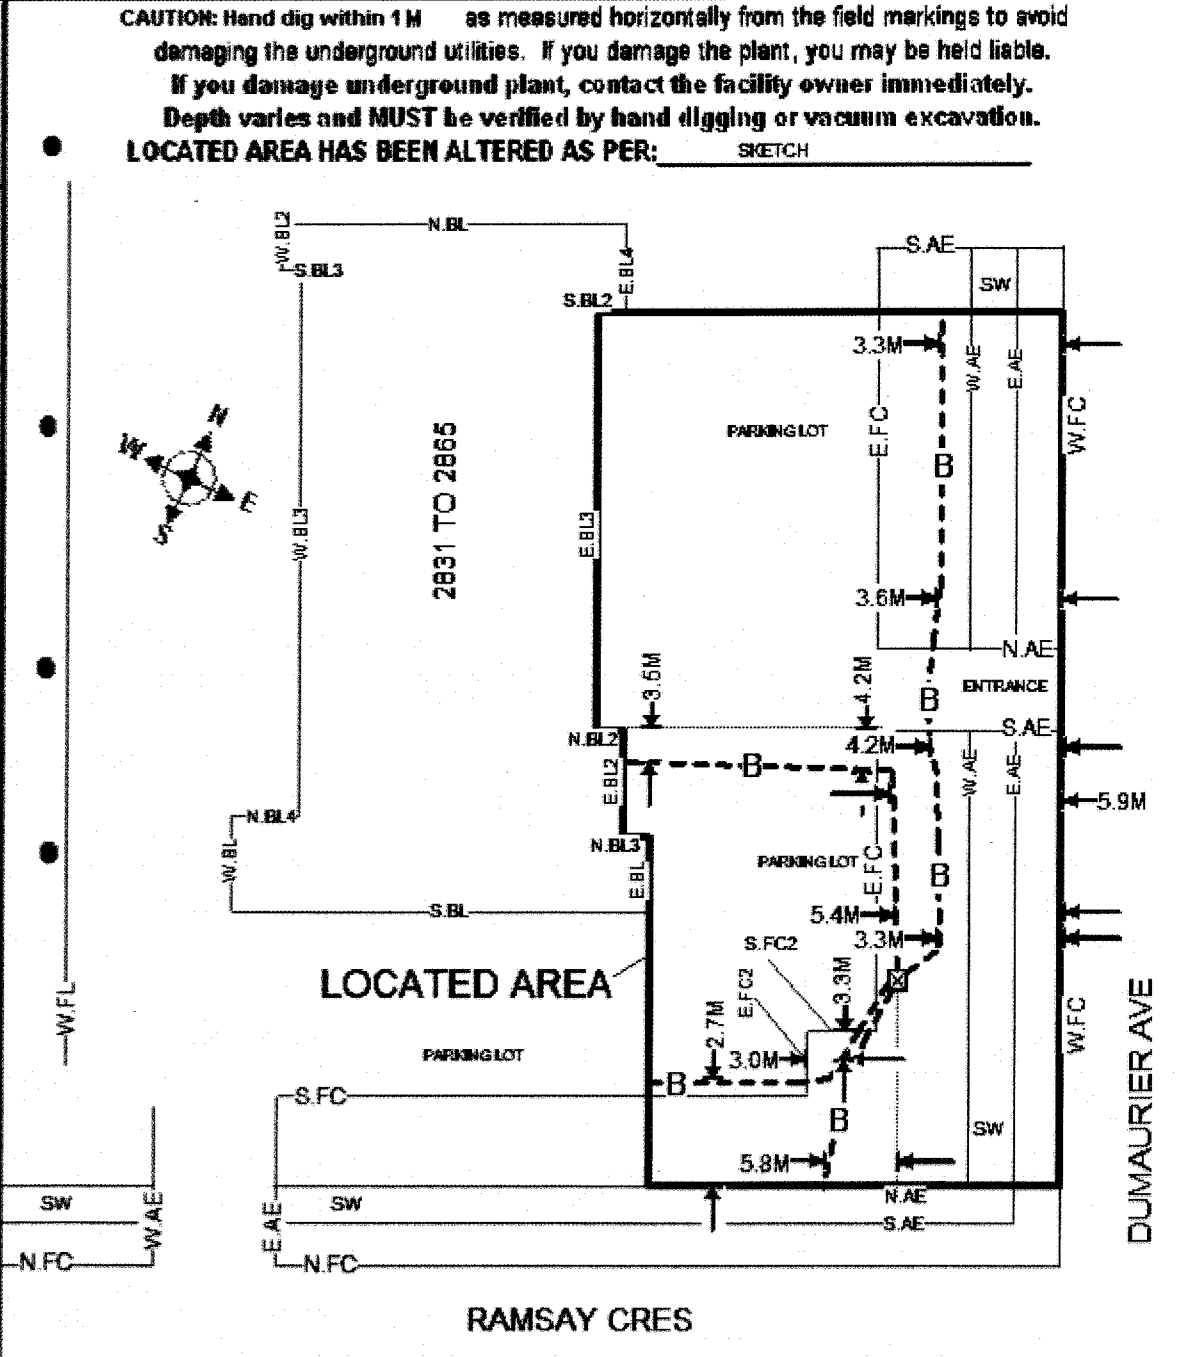 CAUTION: Hand dig within 1 M as measured horizontally from the field markings to avoid
damaging the underground utilities. If you damage the plant, you may be held liable.
If you damage underground plant, contact the facility owner immediately.
Depth varies and MUST be verified by hand digging or vacuum excavation.
LOCATED AREA HAS BEEN ALTERED AS PER: SKETCH
W.BL2
N.BL
S.BL3
E.BL4
S.BL2
S.AE
SW
3.3M
W.AE
E.AE
E.FC
W.FC
PARKING LOT
N
W
E
S
B
2831 TO 2865
W.BL3
E.BL3
3.6M
N.AE
3.5M
4.2M
B
ENTRANCE
S.AE
N.BL2
4.2M
E.BL2
B
W.AE
E.AE
5.9M
N.BL4
N.BL3
W.BL
E.BL
PARKING LOT
E.FC
B
S.BL
5.4M
S.FC2
3.3M
LOCATED AREA
E.FC2
3.3M
W.FL
2.7M
W.FC
DUMAURIER AVE
PARKING LOT
3.0M
B
S.FC
B
SW
5.8M
SW
W.AE
E.AE
SW
N.AE
S.AE
N.FC
N.FC
RAMSAY CRES